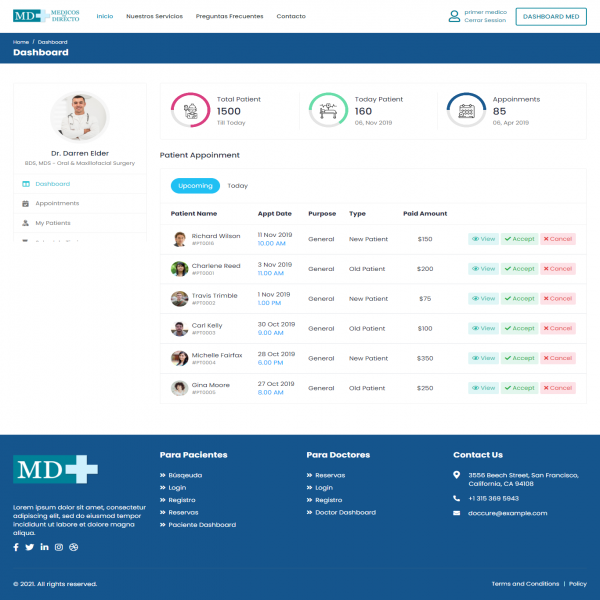 MD MEDICOS DIRECTO
Inicio Nuestros Servicios Preguntas Frecuentes Contacto
primer medico
Cerrar Session
DASHBOARD MED
Home / Dashboard
Dashboard
Dr. Darren Elder
BDS, MDS - Oral & Maxillofacial Surgery
Dashboard
Appointments
My Patients
Total Patient
1500
Till Today
Today Patient
160
06, Nov 2019
Appoinments
85
06, Apr 2019
Patient Appoinment
Upcoming Today
Patient Name Appt Date Purpose Type Paid Amount
Richard Wilson 11 Nov 2019 General New Patient $150 View Accept Cancel
#PT0016 10.00 AM
Charlene Reed 3 Nov 2019 General Old Patient $200 View Accept Cancel
#PT0001 11.00 AM
Travis Trimble 1 Nov 2019 General New Patient $75 View Accept Cancel
#PT0002 1.00 PM
Carl Kelly 30 Oct 2019 General Old Patient $100 View Accept Cancel
#PT0003 9.00 AM
Michelle Fairfax 28 Oct 2019 General New Patient $350 View Accept Cancel
#PT0004 6.00 PM
Gina Moore 27 Oct 2019 General Old Patient $250 View Accept Cancel
#PT0005 8.00 AM
MD
Lorem ipsum dolor sit amet, consectetur
adipiscing elit, sed do eiusmod tempor
incididunt ut labore et dolore magna
aliqua.
Para Pacientes
Búsqeuda
Login
Registro
Reservas
Paciente Dashboard
Para Doctores
Reservas
Login
Registro
Doctor Dashboard
Contact Us
3556 Beech Street, San Francisco,
California, CA 94108
+1 315 369 5943
doccure@example.com
© 2021. All rights reserved.
Terms and Conditions | Policy